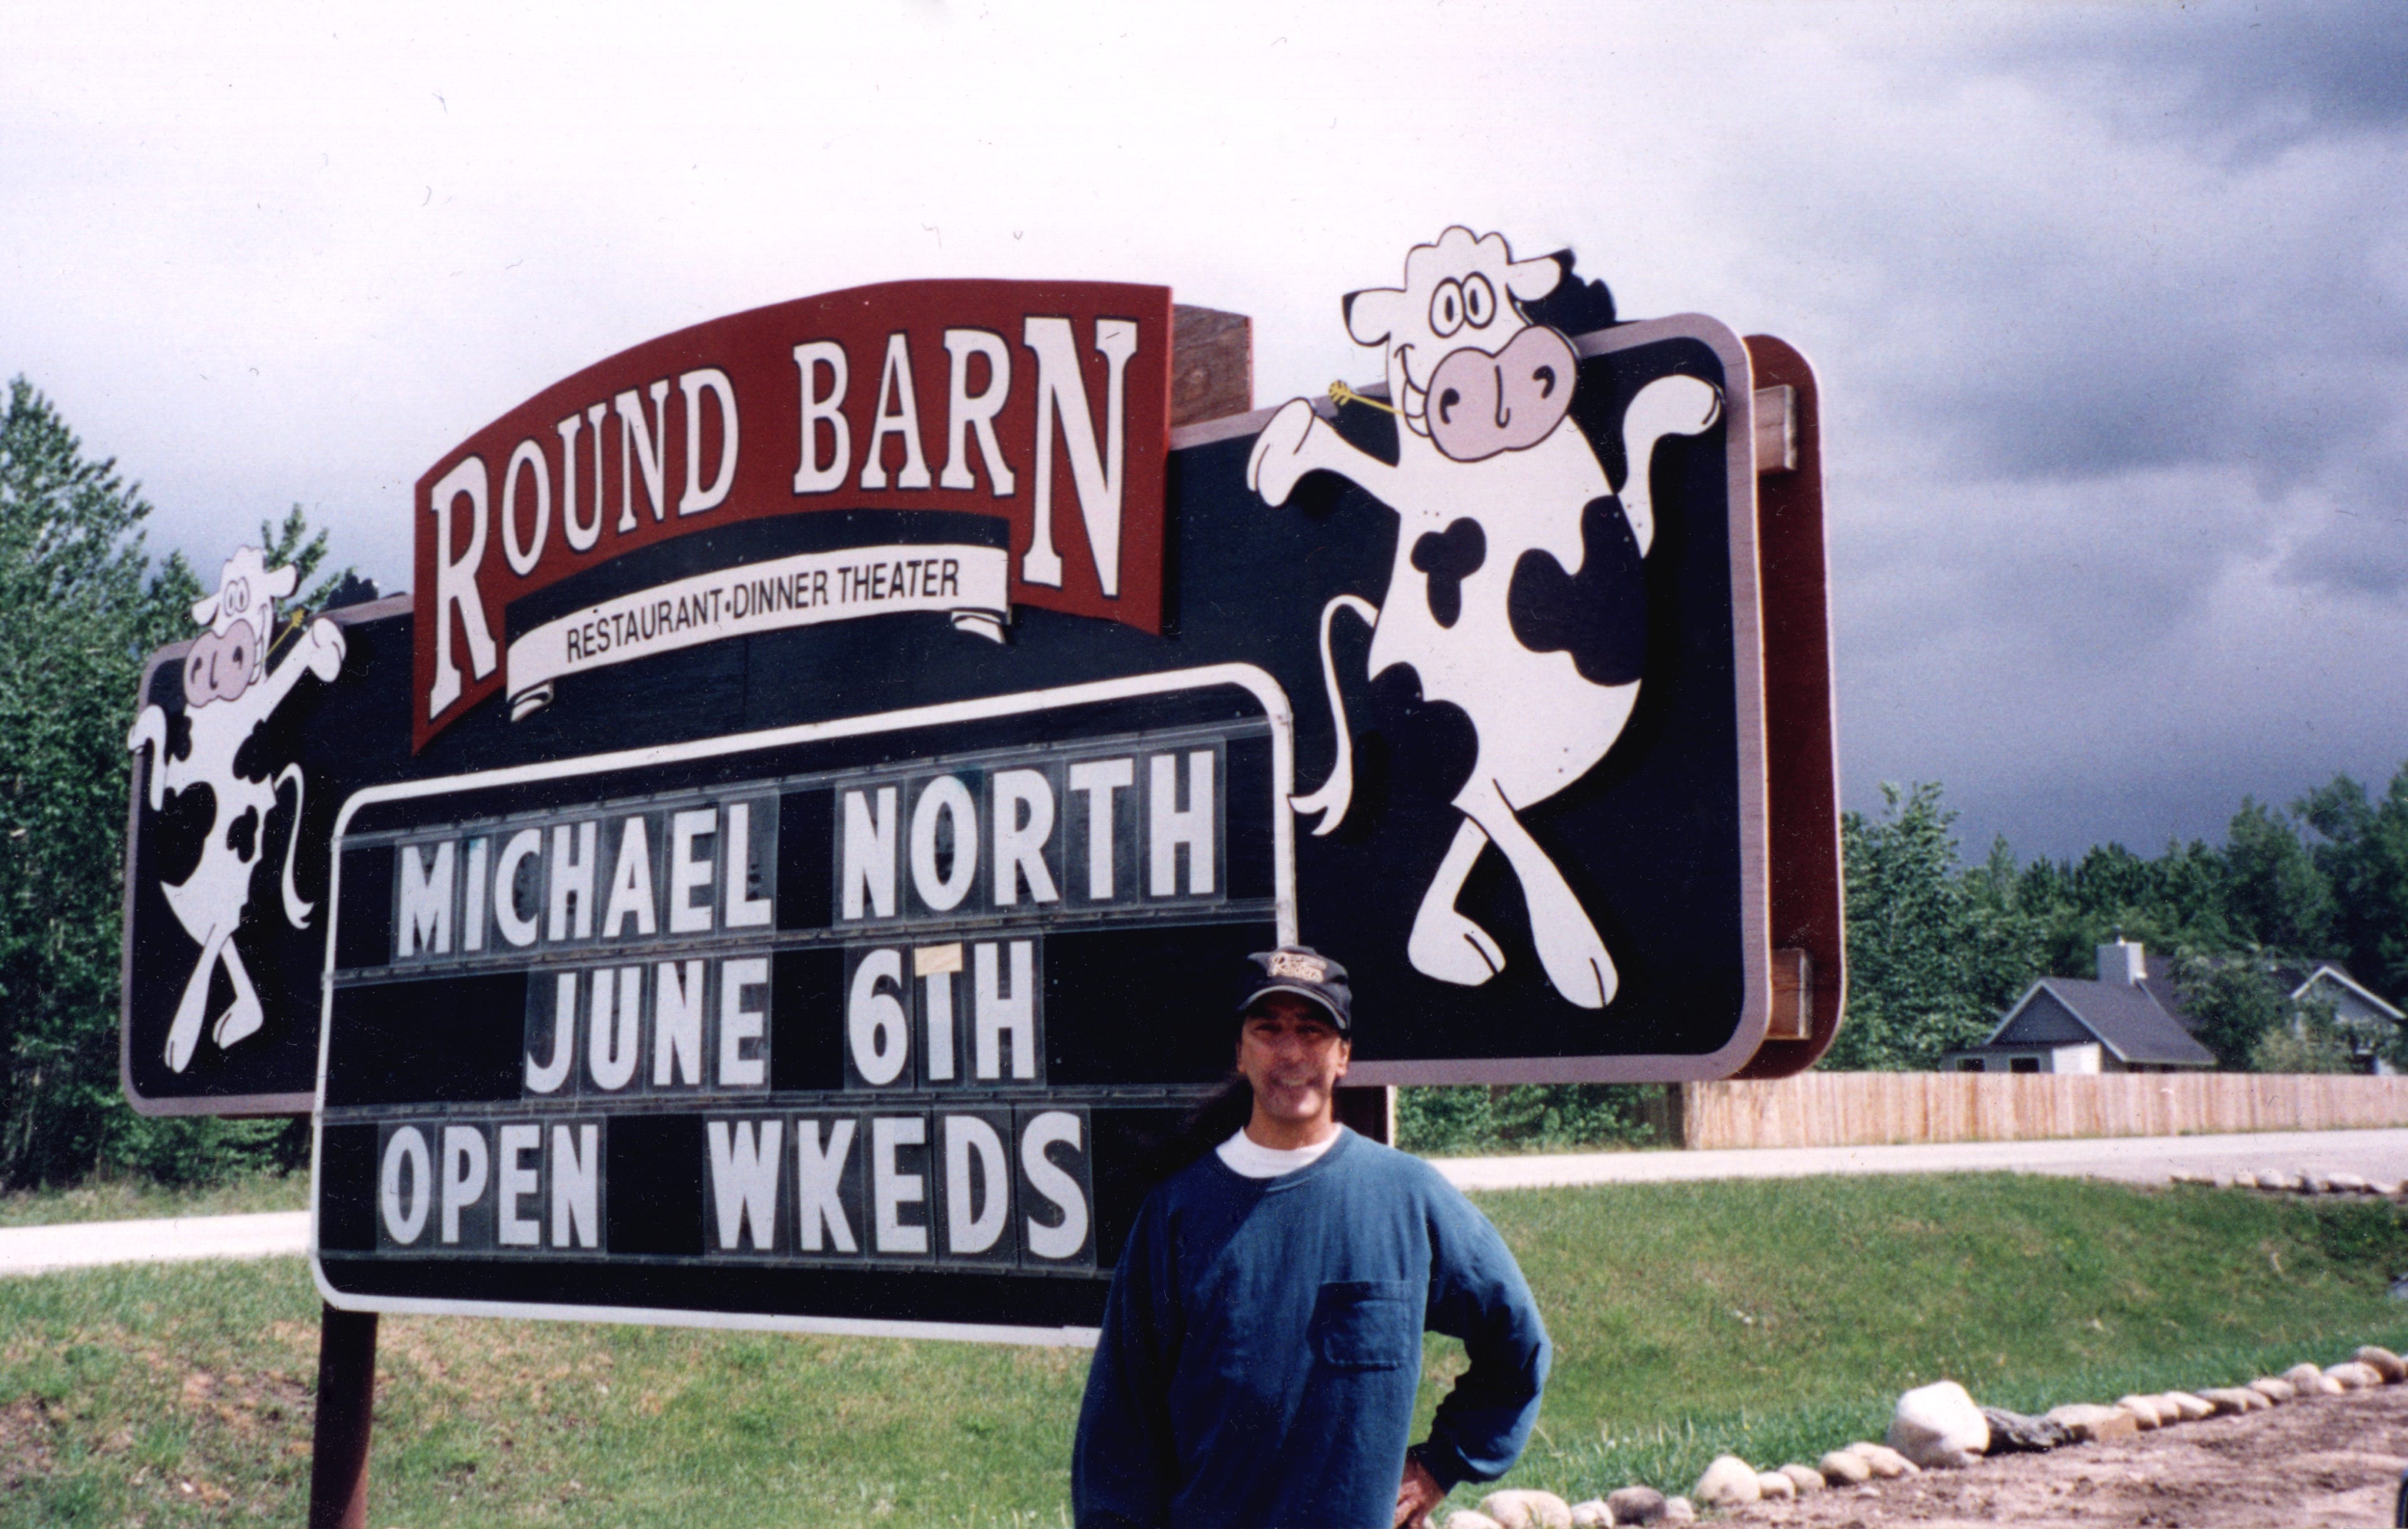 ROUND BARN
RESTAURANT·DINNER THEATER
MICHAEL NORTH
JUNE 6TH
OPEN WKEDS